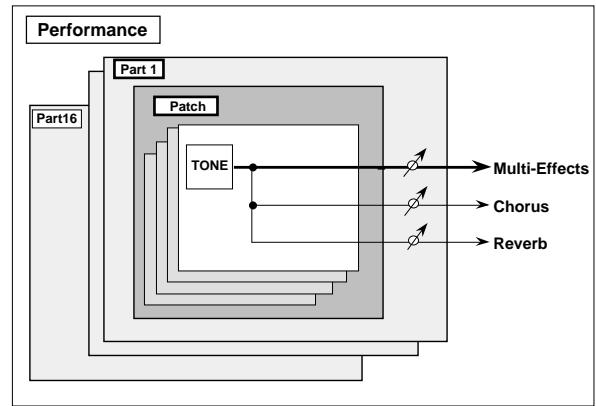 Performance
Part 1
Patch
Part16
TONE
Multi-Effects
Chorus
Reverb